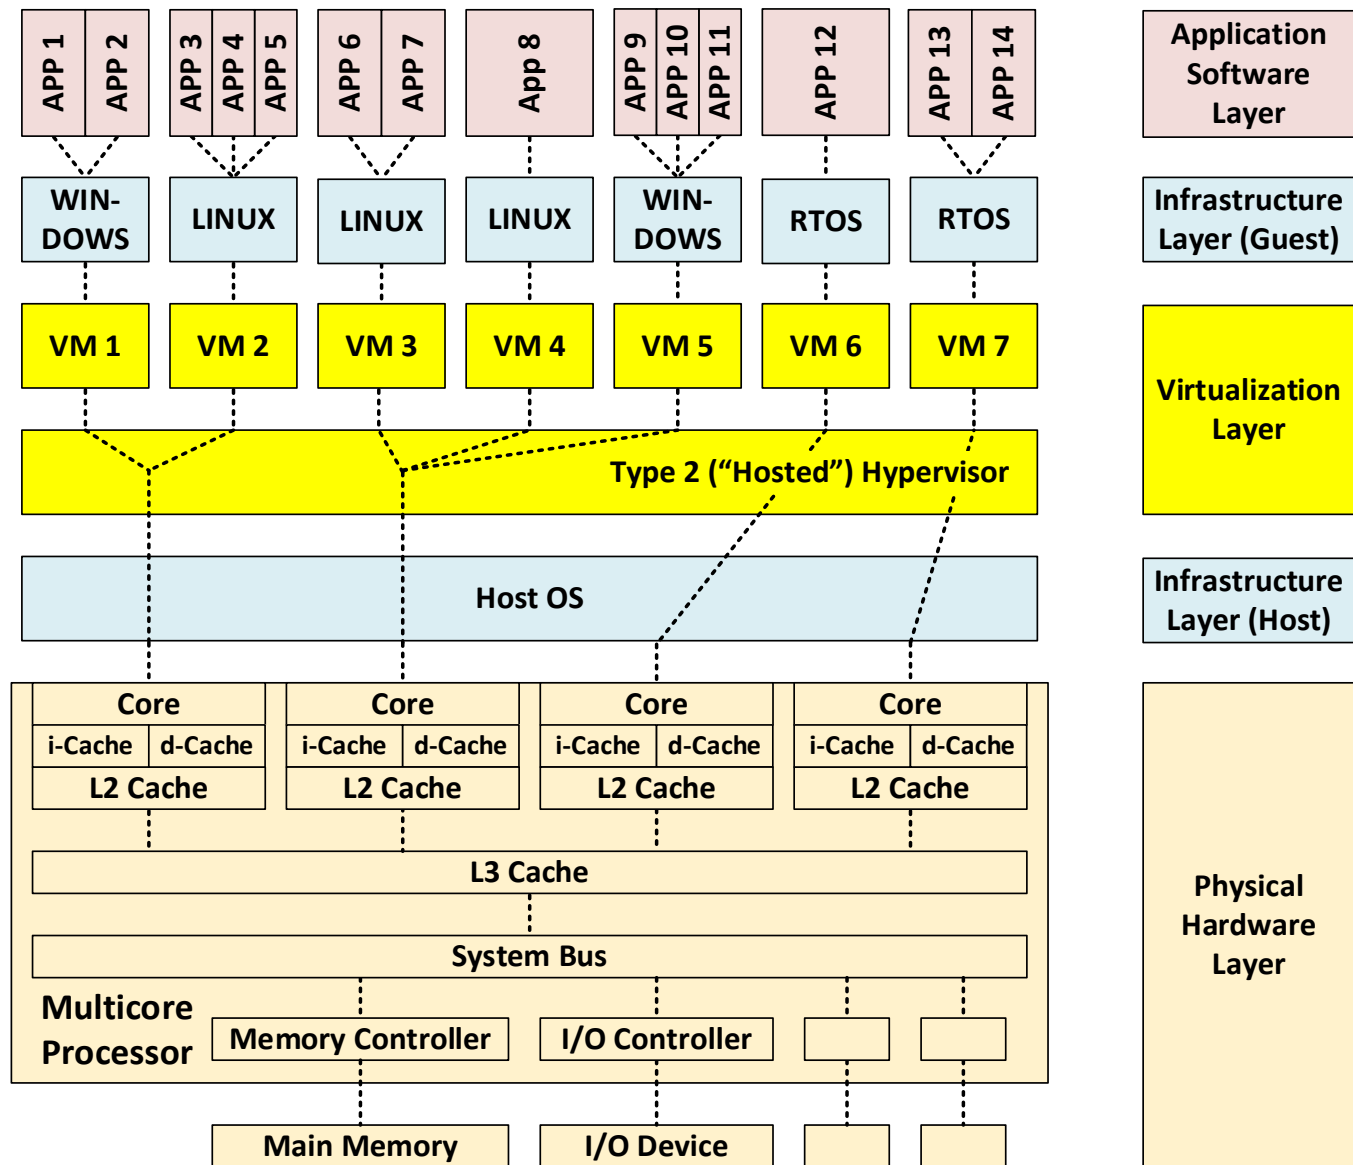 APP 1
APP 2
APP 3
APP 4
APP 5
APP 6
APP 7
App 8
APP 9
APP 10
APP 11
APP 12
APP 13
APP 14
Application
Software
Layer
WIN-
DOWS
LINUX
LINUX
LINUX
WIN-
DOWS
RTOS
RTOS
Infrastructure
Layer (Guest)
VM 1
VM 2
VM 3
VM 4
VM 5
VM 6
VM 7
Virtualization
Layer
Type 2 (“Hosted”) Hypervisor
Host OS
Infrastructure
Layer (Host)
Core
Core
Core
Core
i-Cache
d-Cache
i-Cache
d-Cache
i-Cache
d-Cache
i-Cache
d-Cache
L2 Cache
L2 Cache
L2 Cache
L2 Cache
L3 Cache
System Bus
Physical
Hardware
Layer
Multicore
Processor
Memory Controller
I/O Controller
Main Memory
I/O Device